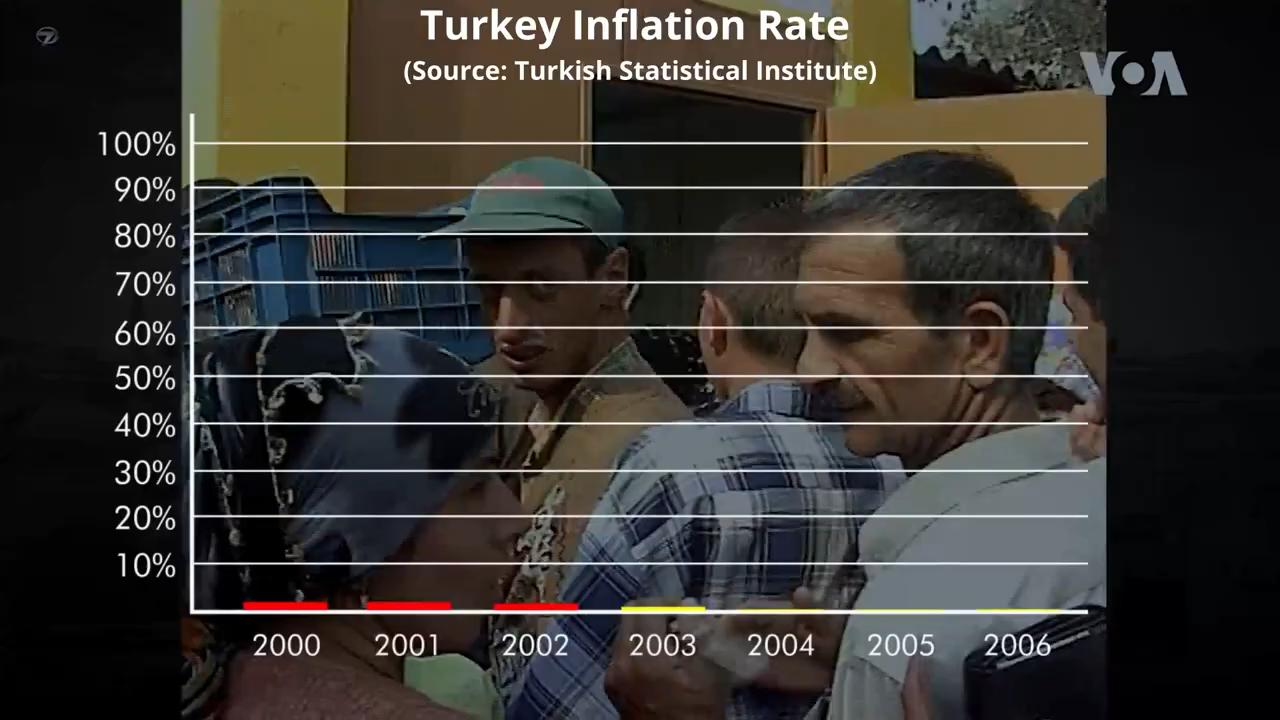 Turkey Inflation Rate
(Source: Turkish Statistical Institute)
VOA
100%
90%
80%
70%
60%
50%
40%
30%
20%
10%
2000 2001 2002 2003 2004 2005 2006